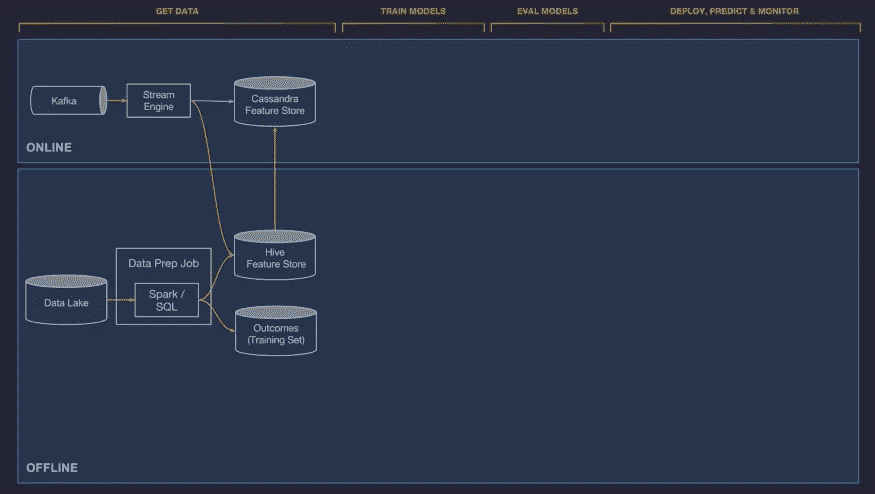 GET DATA
TRAIN MODELS
EVAL MODELS
DEPLOY, PREDICT & MONITOR
Kafka
Stream
Engine
Cassandra
Feature Store
ONLINE
Hive
Feature Store
Data Prep Job
Data Lake
Spark /
SQL
Outcomes
(Training Set)
OFFLINE